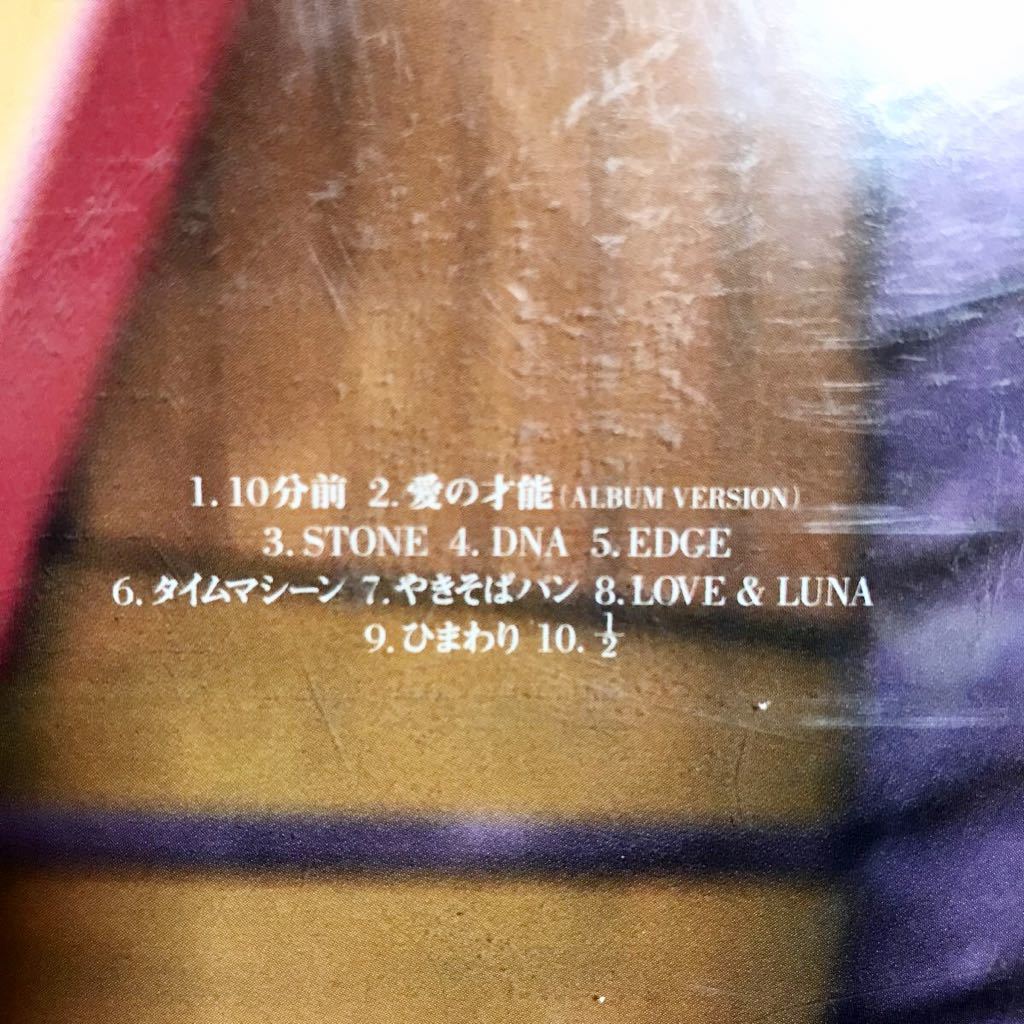 1. 10分前 2. 愛の才能(ALBUM VERSION)
3. STONE 4. DNA 5. EDGE
6. タイムマシーン 7. やきそばパン 8. LOVE & LUNA
9. ひまわり 10. 1/2